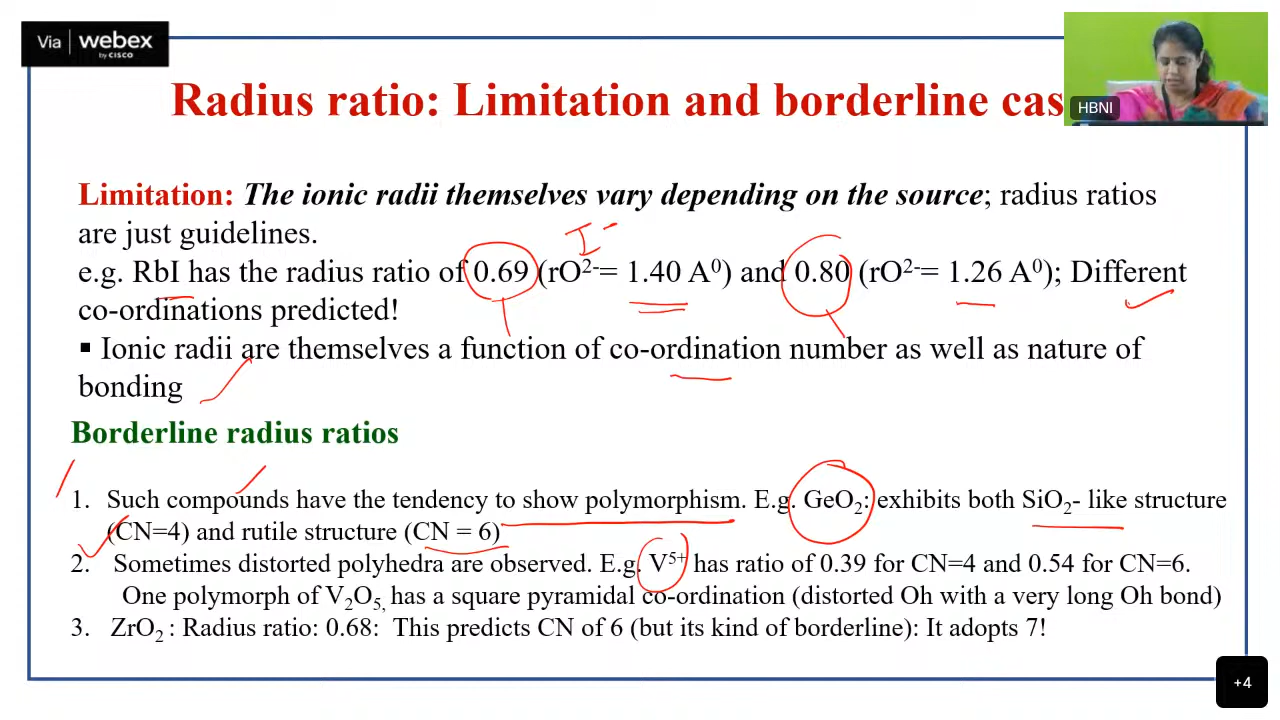 Via | webex
by CISCO
Radius ratio: Limitation and borderline cas
HBNI
Limitation: The ionic radii themselves vary depending on the source; radius ratios
are just guidelines.
I⁻
e.g. RbI has the radius ratio of 0.69 (rO²⁻= 1.40 A⁰) and 0.80 (rO²⁻= 1.26 A⁰); Different
co-ordinations predicted!
▪ Ionic radii are themselves a function of co-ordination number as well as nature of
bonding
Borderline radius ratios
1. Such compounds have the tendency to show polymorphism. E.g. GeO₂: exhibits both SiO₂- like structure
(CN=4) and rutile structure (CN = 6)
2. Sometimes distorted polyhedra are observed. E.g. V⁵⁺ has ratio of 0.39 for CN=4 and 0.54 for CN=6.
One polymorph of V₂O₅, has a square pyramidal co-ordination (distorted Oh with a very long Oh bond)
3. ZrO₂ : Radius ratio: 0.68: This predicts CN of 6 (but its kind of borderline): It adopts 7!
+4